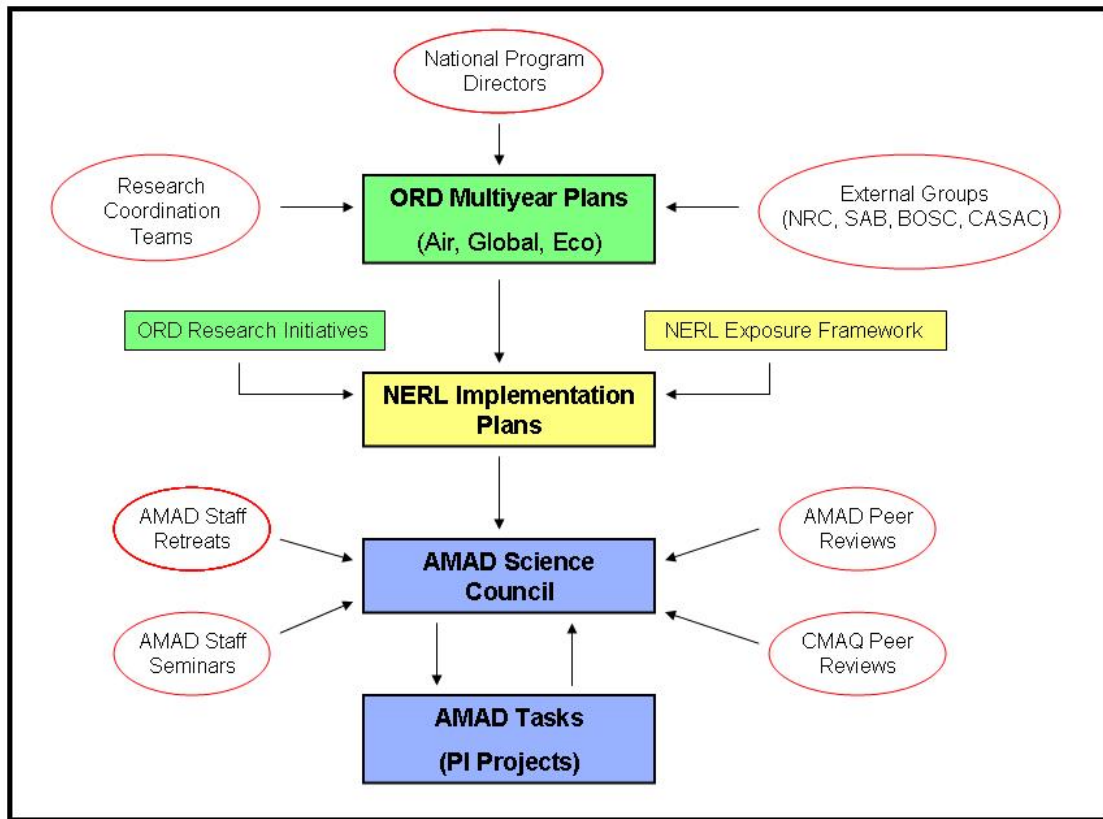 National Program
Directors
Research
Coordination
Teams
ORD Multiyear Plans
(Air, Global, Eco)
External Groups
(NRC, SAB, BOSC, CASAC)
ORD Research Initiatives
NERL Exposure Framework
NERL Implementation
Plans
AMAD Staff
Retreats
AMAD Peer
Reviews
AMAD Science
Council
AMAD Staff
Seminars
CMAQ Peer
Reviews
AMAD Tasks
(PI Projects)